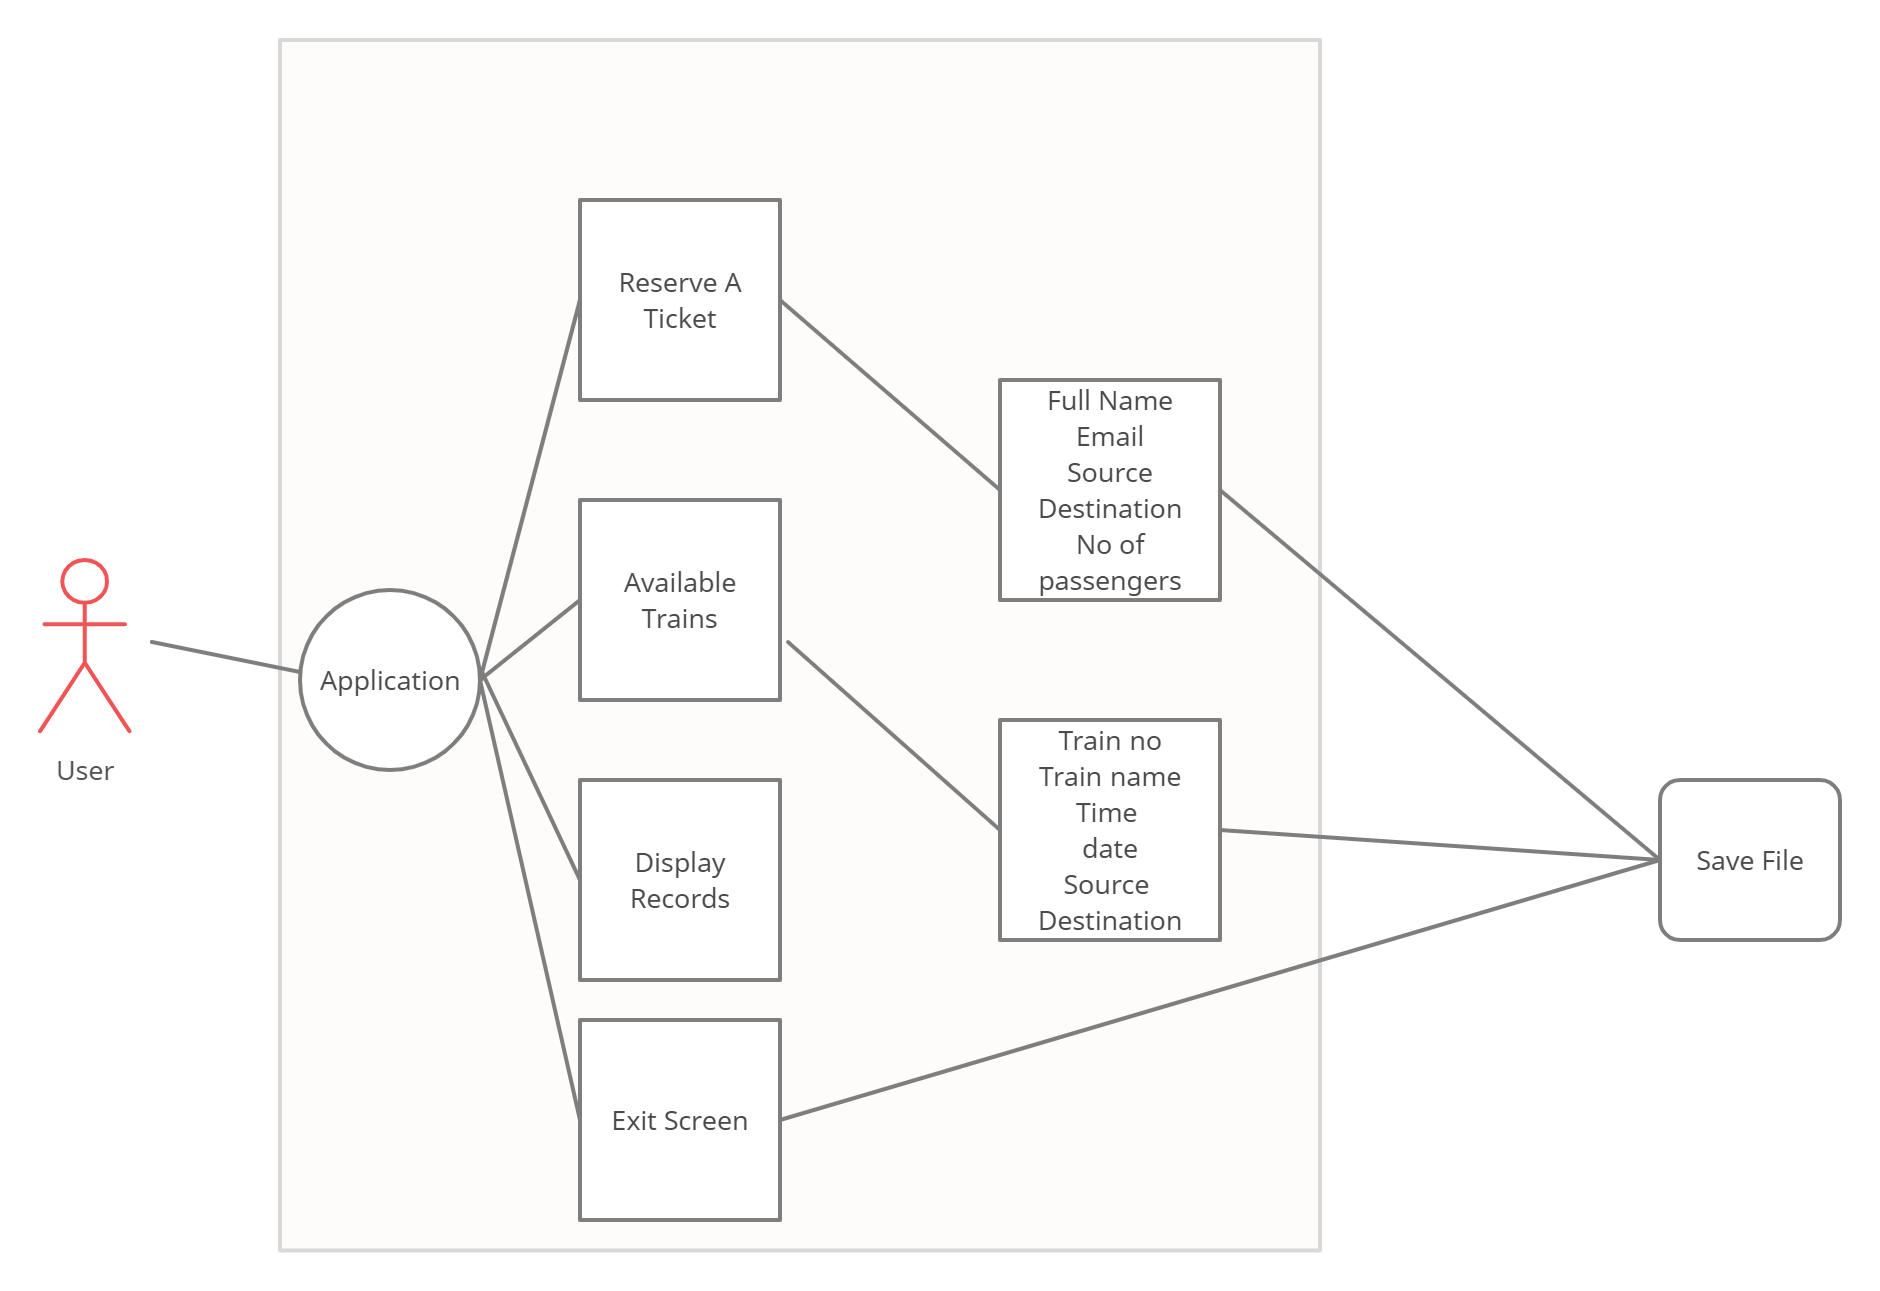 User
Application
Reserve A
Ticket
Available
Trains
Display
Records
Exit Screen
Full Name
Email
Source
Destination
No of
passengers
Train no
Train name
Time
date
Source
Destination
Save File